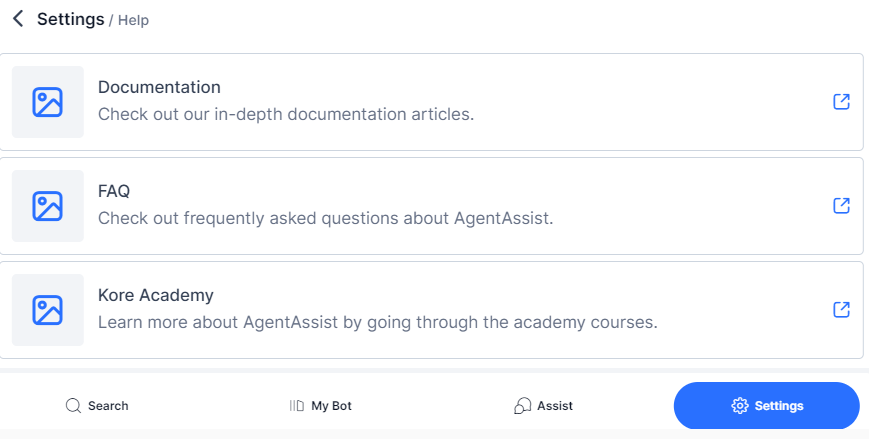 Settings / Help
Documentation
Check out our in-depth documentation articles.
FAQ
Check out frequently asked questions about AgentAssist.
Kore Academy
Learn more about AgentAssist by going through the academy courses.
Search My Bot Assist Settings